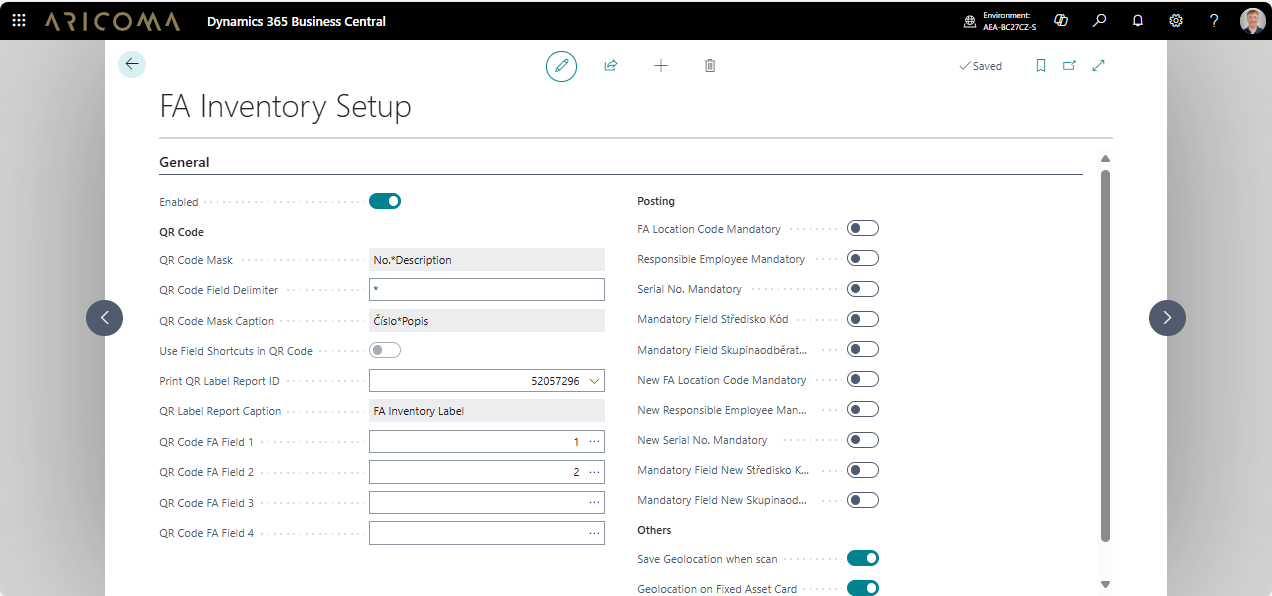 ARICOMA
Dynamics 365 Business Central
Environment:
AEA-BC27CZ-S
Saved
FA Inventory Setup
General
Enabled
QR Code
QR Code Mask
No.*Description
QR Code Field Delimiter
*
QR Code Mask Caption
Číslo*Popis
Use Field Shortcuts in QR Code
Print QR Label Report ID
52057296
QR Label Report Caption
FA Inventory Label
QR Code FA Field 1
1 ...
QR Code FA Field 2
2 ...
QR Code FA Field 3
...
QR Code FA Field 4
...
Posting
FA Location Code Mandatory
Responsible Employee Mandatory
Serial No. Mandatory
Mandatory Field Středisko Kód
Mandatory Field Skupinaodběrat...
New FA Location Code Mandatory
New Responsible Employee Man...
New Serial No. Mandatory
Mandatory Field New Středisko K...
Mandatory Field New Skupinaod...
Others
Save Geolocation when scan
Geolocation on Fixed Asset Card